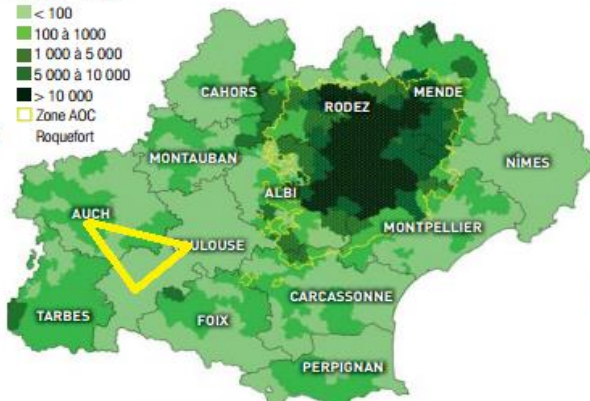 < 100
100 à 1000
1 000 à 5 000
5 000 à 10 000
> 10 000
Zone AOC
Roquefort
CAHORS
RODEZ
MENDE
MONTAUBAN
NÎMES
ALBI
AUCH
MONTPELLIER
ULOUSE
CARCASSONNE
TARBES
FOIX
PERPIGNAN